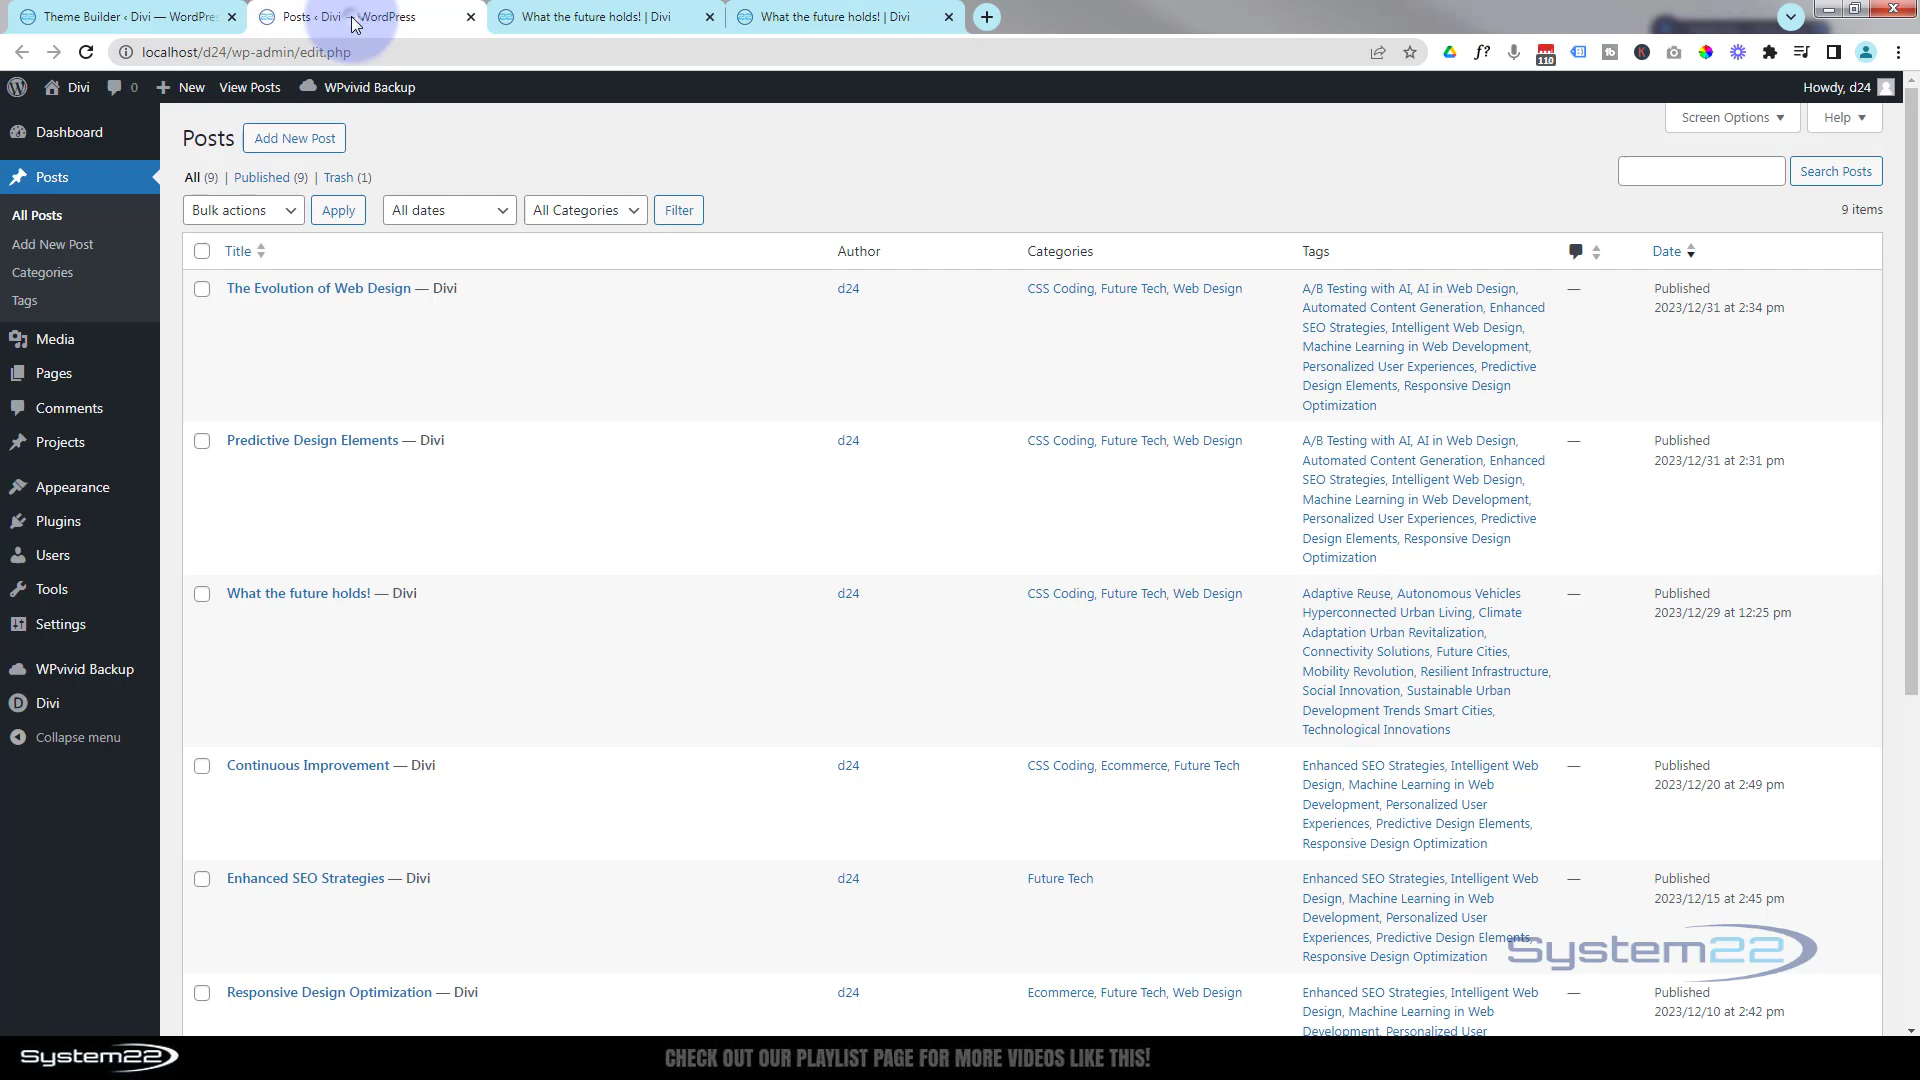 Theme Builder ‹ Divi — WordPre
Posts ‹ Divi — WordPress
What the future holds! | Divi
What the future holds! | Divi
localhost/d24/wp-admin/edit.php
110
Divi
0
New
View Posts
WPvivid Backup
Howdy, d24
Dashboard
Posts
All Posts
Add New Post
Categories
Tags
Media
Pages
Comments
Projects
Appearance
Plugins
Users
Tools
Settings
WPvivid Backup
Divi
Collapse menu
Posts
Add New Post
Screen Options
Help
All (9) | Published (9) | Trash (1)
Search Posts
Bulk actions
Apply
All dates
All Categories
Filter
9 items
Title
Author
Categories
Tags
Date
The Evolution of Web Design — Divi
d24
CSS Coding, Future Tech, Web Design
A/B Testing with AI, AI in Web Design,
Automated Content Generation, Enhanced
SEO Strategies, Intelligent Web Design,
Machine Learning in Web Development,
Personalized User Experiences, Predictive
Design Elements, Responsive Design
Optimization
—
Published
2023/12/31 at 2:34 pm
Predictive Design Elements — Divi
d24
CSS Coding, Future Tech, Web Design
A/B Testing with AI, AI in Web Design,
Automated Content Generation, Enhanced
SEO Strategies, Intelligent Web Design,
Machine Learning in Web Development,
Personalized User Experiences, Predictive
Design Elements, Responsive Design
Optimization
—
Published
2023/12/31 at 2:31 pm
What the future holds! — Divi
d24
CSS Coding, Future Tech, Web Design
Adaptive Reuse, Autonomous Vehicles
Hyperconnected Urban Living, Climate
Adaptation Urban Revitalization,
Connectivity Solutions, Future Cities,
Mobility Revolution, Resilient Infrastructure,
Social Innovation, Sustainable Urban
Development Trends Smart Cities,
Technological Innovations
—
Published
2023/12/29 at 12:25 pm
Continuous Improvement — Divi
d24
CSS Coding, Ecommerce, Future Tech
Enhanced SEO Strategies, Intelligent Web
Design, Machine Learning in Web
Development, Personalized User
Experiences, Predictive Design Elements,
Responsive Design Optimization
—
Published
2023/12/20 at 2:49 pm
Enhanced SEO Strategies — Divi
d24
Future Tech
Enhanced SEO Strategies, Intelligent Web
Design, Machine Learning in Web
Development, Personalized User
Experiences, Predictive Design Elements,
Responsive Design Optimization
—
Published
2023/12/15 at 2:45 pm
Responsive Design Optimization — Divi
d24
Ecommerce, Future Tech, Web Design
Enhanced SEO Strategies, Intelligent Web
Design, Machine Learning in Web
Development, Personalized User
—
Published
2023/12/10 at 2:42 pm
System22
System22
CHECK OUT OUR PLAYLIST PAGE FOR MORE VIDEOS LIKE THIS!